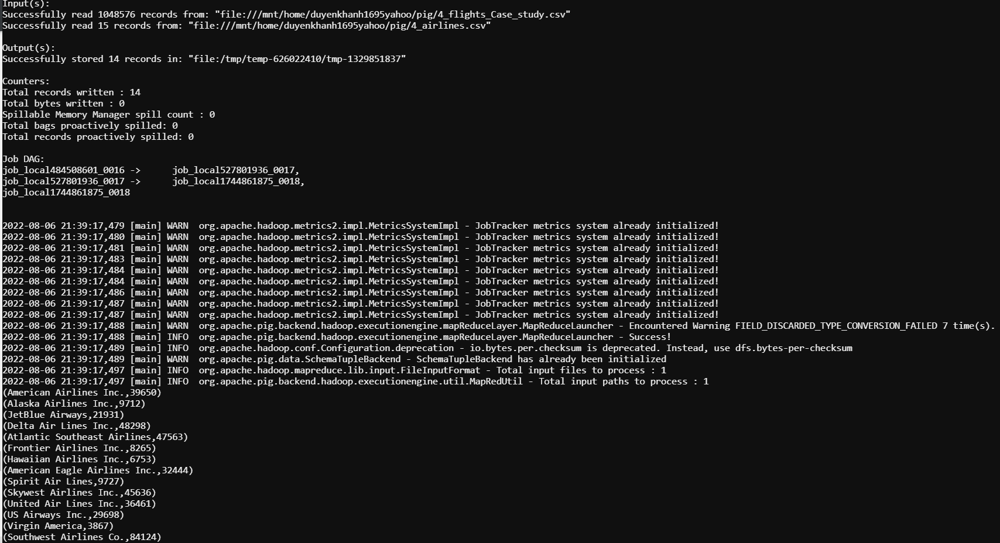 Input(s):
Successfully read 1048576 records from: "file:///mnt/home/duyenkhanh1695yahoo/pig/4_flights_Case_study.csv"
Successfully read 15 records from: "file:///mnt/home/duyenkhanh1695yahoo/pig/4_airlines.csv"

Output(s):
Successfully stored 14 records in: "file:/tmp/temp-626022410/tmp-1329851837"

Counters:
Total records written : 14
Total bytes written : 0
Spillable Memory Manager spill count : 0
Total bags proactively spilled: 0
Total records proactively spilled: 0

Job DAG:
job_local484508601_0016 ->      job_local527801936_0017,
job_local527801936_0017 ->      job_local1744861875_0018,
job_local1744861875_0018

2022-08-06 21:39:17,479 [main] WARN  org.apache.hadoop.metrics2.impl.MetricsSystemImpl - JobTracker metrics system already initialized!
2022-08-06 21:39:17,480 [main] WARN  org.apache.hadoop.metrics2.impl.MetricsSystemImpl - JobTracker metrics system already initialized!
2022-08-06 21:39:17,481 [main] WARN  org.apache.hadoop.metrics2.impl.MetricsSystemImpl - JobTracker metrics system already initialized!
2022-08-06 21:39:17,483 [main] WARN  org.apache.hadoop.metrics2.impl.MetricsSystemImpl - JobTracker metrics system already initialized!
2022-08-06 21:39:17,484 [main] WARN  org.apache.hadoop.metrics2.impl.MetricsSystemImpl - JobTracker metrics system already initialized!
2022-08-06 21:39:17,484 [main] WARN  org.apache.hadoop.metrics2.impl.MetricsSystemImpl - JobTracker metrics system already initialized!
2022-08-06 21:39:17,486 [main] WARN  org.apache.hadoop.metrics2.impl.MetricsSystemImpl - JobTracker metrics system already initialized!
2022-08-06 21:39:17,487 [main] WARN  org.apache.hadoop.metrics2.impl.MetricsSystemImpl - JobTracker metrics system already initialized!
2022-08-06 21:39:17,487 [main] WARN  org.apache.hadoop.metrics2.impl.MetricsSystemImpl - JobTracker metrics system already initialized!
2022-08-06 21:39:17,488 [main] WARN  org.apache.pig.backend.hadoop.executionengine.mapReduceLayer.MapReduceLauncher - Encountered Warning FIELD_DISCARDED_TYPE_CONVERSION_FAILED 7 time(s).
2022-08-06 21:39:17,488 [main] INFO  org.apache.pig.backend.hadoop.executionengine.mapReduceLayer.MapReduceLauncher - Success!
2022-08-06 21:39:17,489 [main] INFO  org.apache.hadoop.conf.Configuration.deprecation - io.bytes.per.checksum is deprecated. Instead, use dfs.bytes-per-checksum
2022-08-06 21:39:17,489 [main] WARN  org.apache.pig.data.SchemaTupleBackend - SchemaTupleBackend has already been initialized
2022-08-06 21:39:17,497 [main] INFO  org.apache.hadoop.mapreduce.lib.input.FileInputFormat - Total input files to process : 1
2022-08-06 21:39:17,497 [main] INFO  org.apache.pig.backend.hadoop.executionengine.util.MapRedUtil - Total input paths to process : 1
(American Airlines Inc.,39650)
(Alaska Airlines Inc.,9712)
(JetBlue Airways,21931)
(Delta Air Lines Inc.,48298)
(Atlantic Southeast Airlines,47563)
(Frontier Airlines Inc.,8265)
(Hawaiian Airlines Inc.,6753)
(American Eagle Airlines Inc.,32444)
(Spirit Air Lines,9727)
(Skywest Airlines Inc.,45636)
(United Air Lines Inc.,36461)
(US Airways Inc.,29698)
(Virgin America,3867)
(Southwest Airlines Co.,84124)